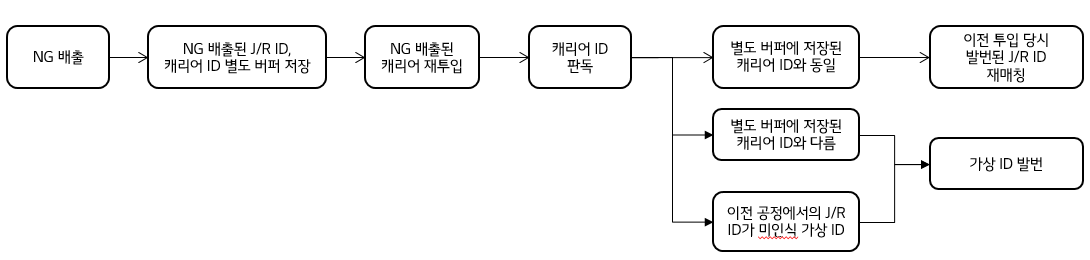 NG 배출
NG 배출된 J/R ID,
캐리어 ID 별도 버퍼 저장
NG 배출된
캐리어 재투입
캐리어 ID
판독
별도 버퍼에 저장된
캐리어 ID와 동일
이전 투입 당시
발번된 J/R ID
재매칭
별도 버퍼에 저장된
캐리어 ID와 다름
가상 ID 발번
이전 공정에서의 J/R
ID가 미인식 가상 ID